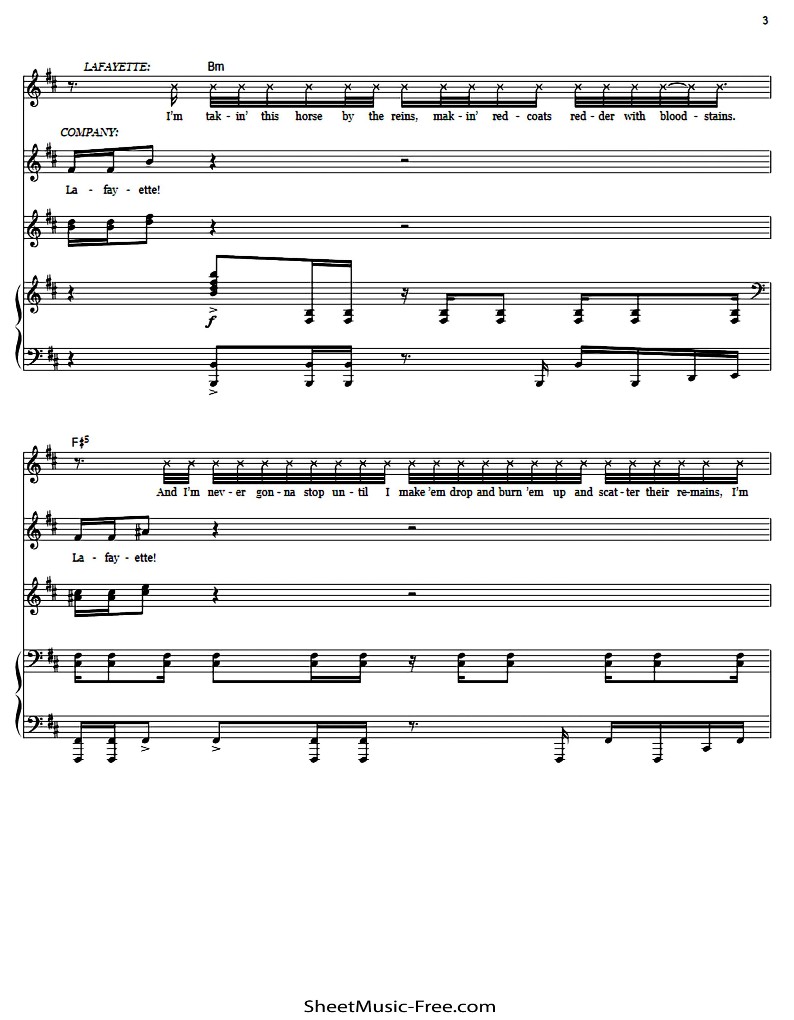 3
LAFAYETTE: Bm
I'm tak - in' this horse by the reins, mak - in' red - coats red - der with blood - stains.
COMPANY:
La - fay - ette!
f
F♯5
And I'm nev - er gon - na stop un - til I make 'em drop and burn 'em up and scat - ter their re - mains, I'm
La - fay - ette!
SheetMusic-Free.com